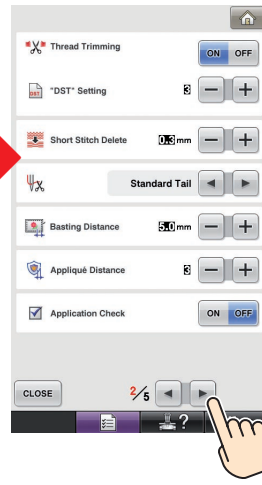 Thread Trimming ON OFF
DST "DST" Setting 3 − +
Short Stitch Delete 0.3 mm − +
Standard Tail
Basting Distance 5.0 mm − +
Appliqué Distance 3 − +
Application Check ON OFF
CLOSE 2/5
?